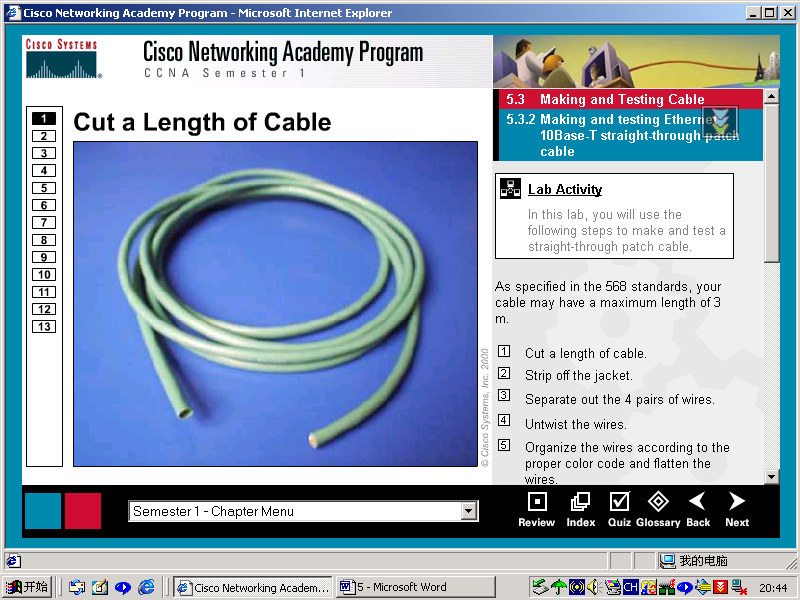 Cisco Networking Academy Program - Microsoft Internet Explorer
CISCO SYSTEMS
Cisco Networking Academy Program
CCNA Semester 1
5.3 Making and Testing Cable
5.3.2 Making and testing Ethernet
10Base-T straight-through patch
cable
1
2
3
4
5
6
7
8
9
10
11
12
13
Cut a Length of Cable
© Cisco Systems, Inc. 2000
Lab Activity
In this lab, you will use the
following steps to make and test a
straight-through patch cable.
As specified in the 568 standards, your
cable may have a maximum length of 3
m.
1 Cut a length of cable.
2 Strip off the jacket.
3 Separate out the 4 pairs of wires.
4 Untwist the wires.
5 Organize the wires according to the
proper color code and flatten the
wires.
Semester 1 - Chapter Menu
Review Index Quiz Glossary Back Next
我的电脑
开始
Cisco Networking Academ...
5 - Microsoft Word
CH
20:44